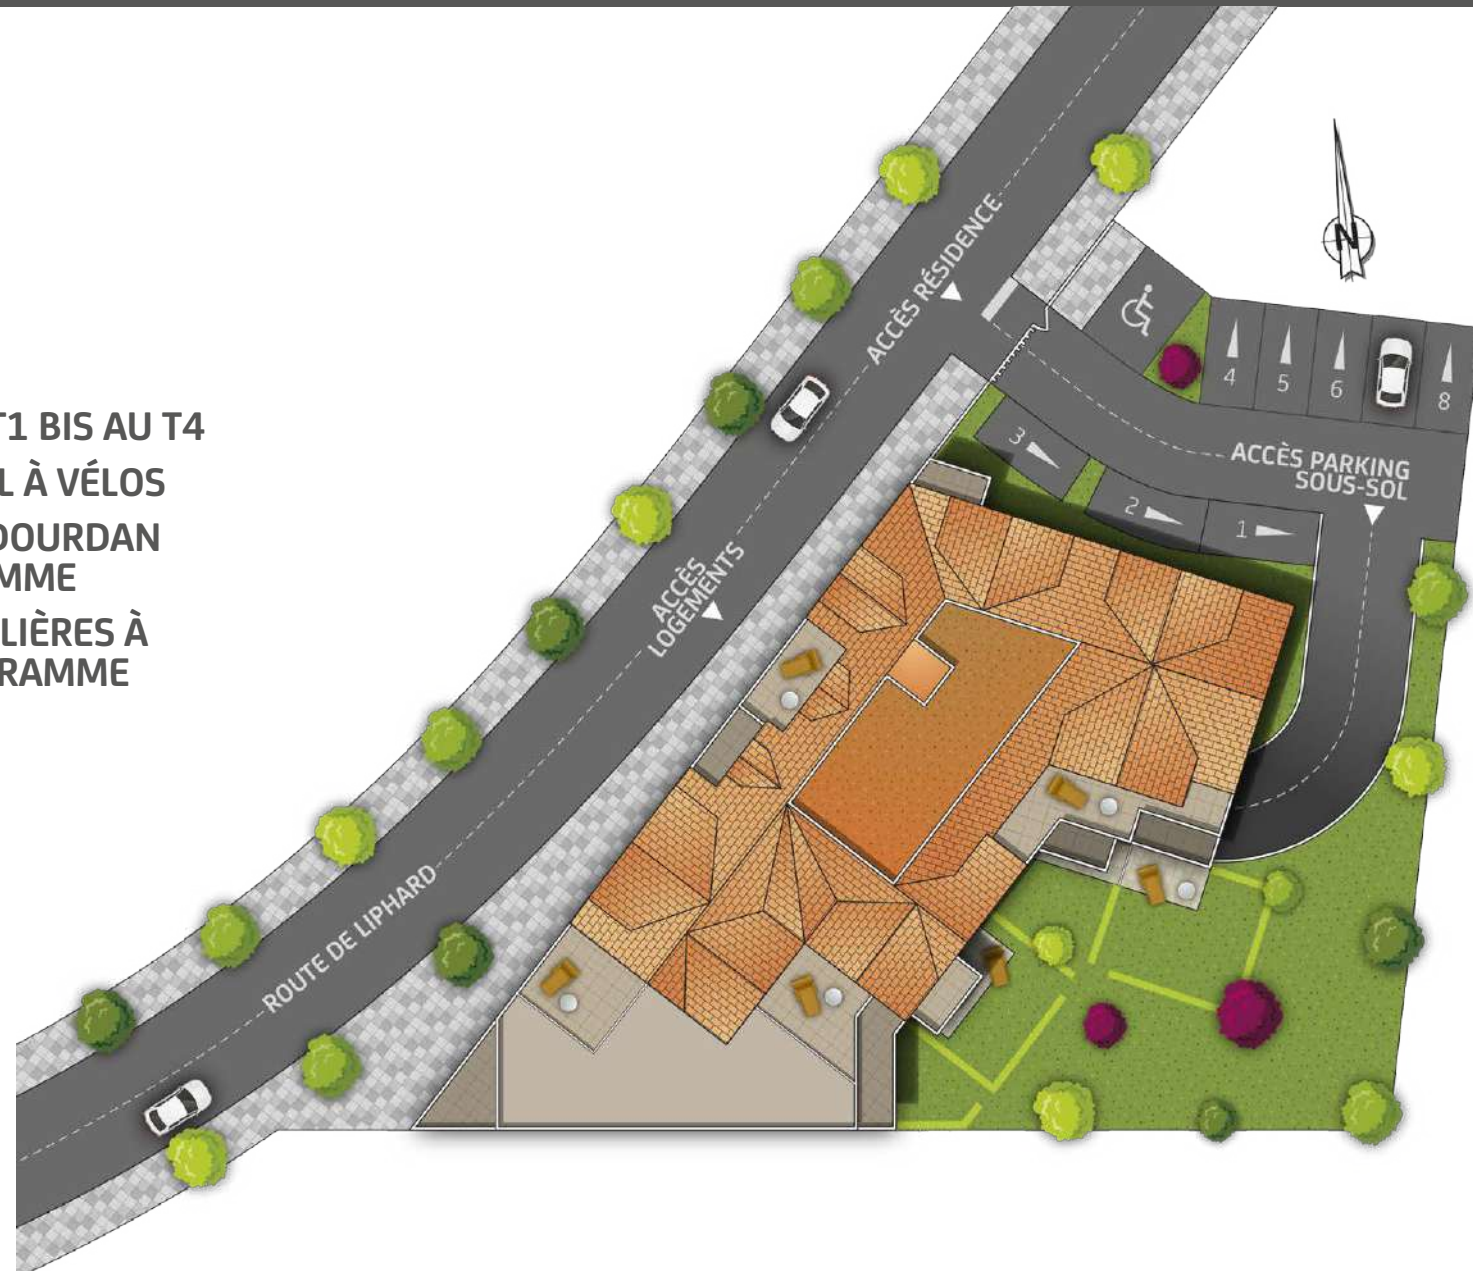 T1 BIS AU T4
L À VÉLOS
DOURDAN
MME
LIÈRES À
RAMME
ACCÈS RÉSIDENCE
N
4
5
6
8
3
2
1
ACCÈS PARKING
SOUS-SOL
ACCÈS
LOGEMENTS
ROUTE DE LIPHARD